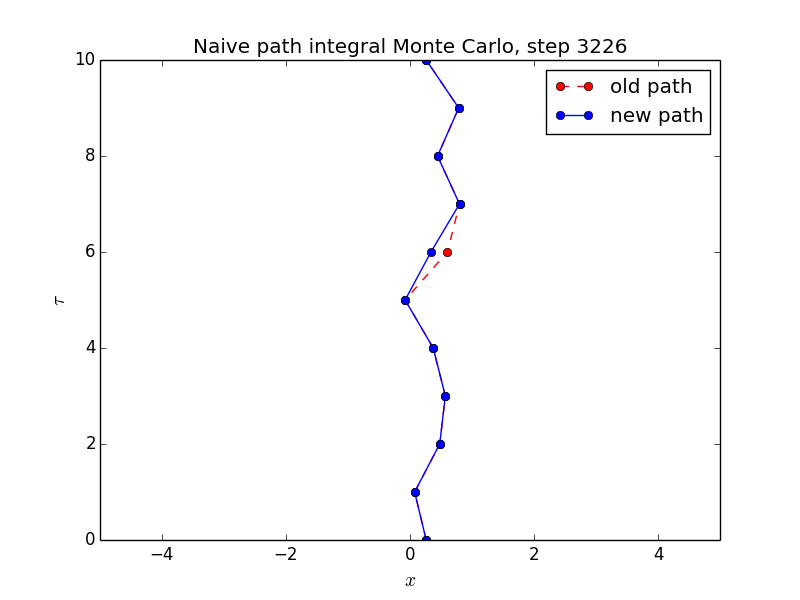 Naive path integral Monte Carlo, step 3226
10
8
6
4
2
0
τ
old path
new path
−4
−2
0
2
4
x